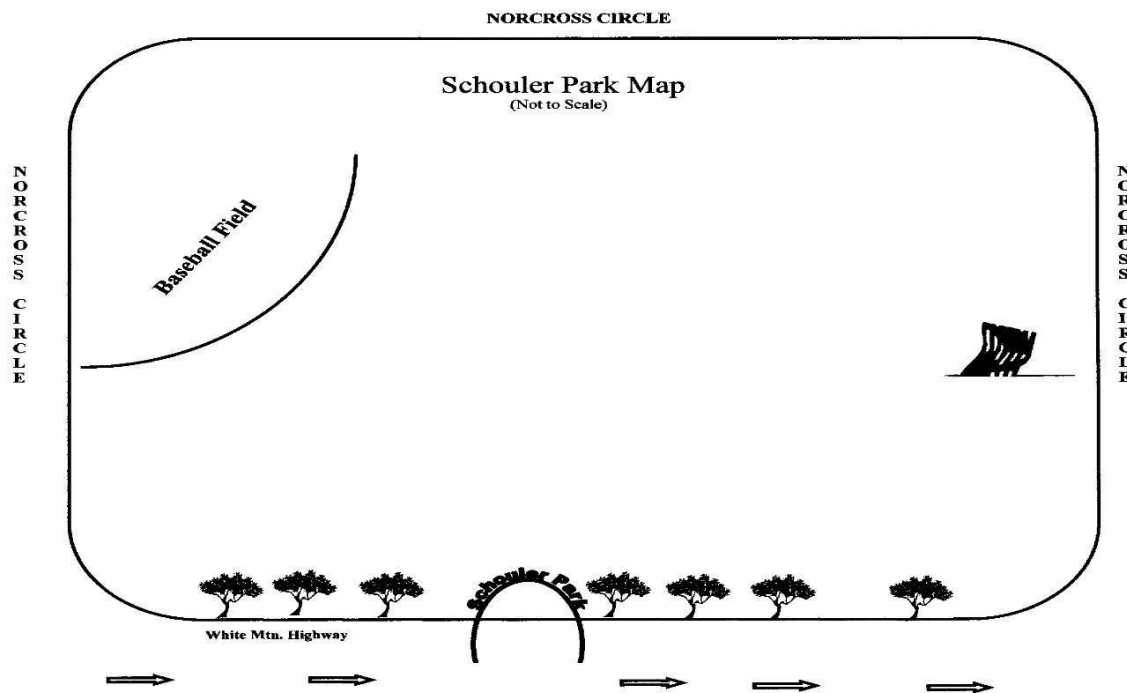 NORCROSS CIRCLE
Schouler Park Map
(Not to Scale)
NORCROSS CIRCLE
NORCROSS CIRCLE
Baseball Field
Schouler Park
White Mtn. Highway